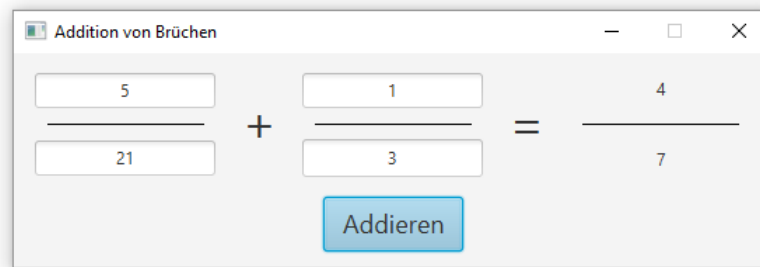 Addition von Brüchen
5 1 4
+ =
21 3 7
Addieren